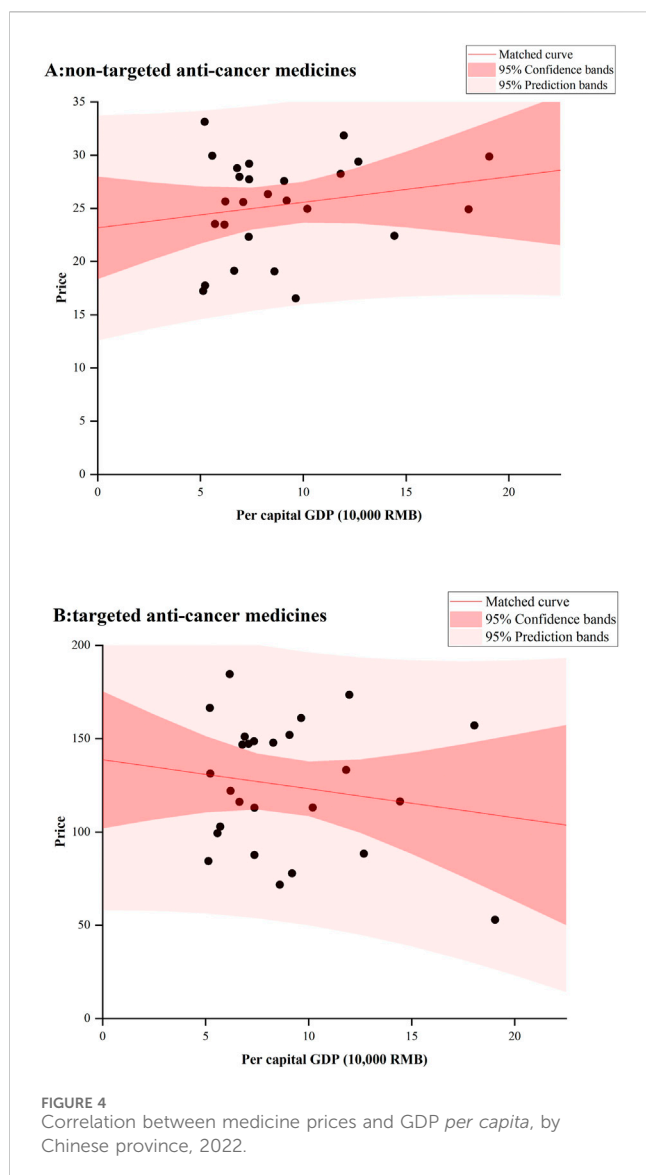 A:non-targeted anti-cancer medicines
Matched curve
95% Confidence bands
95% Prediction bands
35
30
25
20
15
10
5
0
Price
0 5 10 15 20
Per capital GDP (10,000 RMB)
B:targeted anti-cancer medicines
Matched curve
95% Confidence bands
95% Prediction bands
200
150
100
50
0
Price
0 5 10 15 20
Per capital GDP (10,000 RMB)
FIGURE 4
Correlation between medicine prices and GDP per capita, by
Chinese province, 2022.